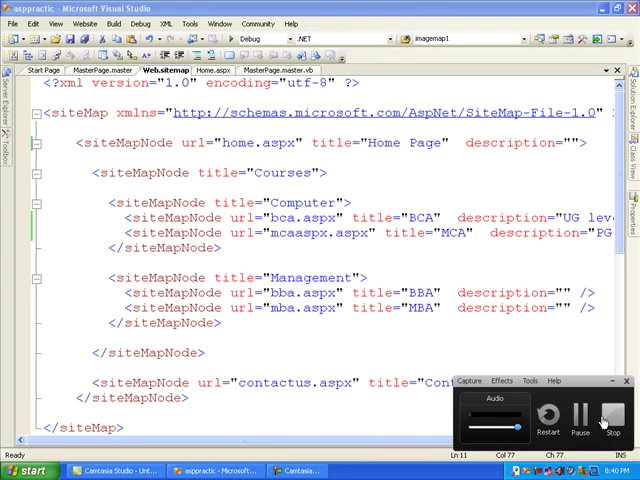 asppractic - Microsoft Visual Studio
File Edit View Website Build Debug XML Tools Window Community Help
Debug .NET imagemap1
Start Page MasterPage.master Web.sitemap Home.aspx MasterPage.master.vb
Server Explorer
Toolbox
Solution Explorer
Class View
Properties
<?xml version="1.0" encoding="utf-8" ?>
<siteMap xmlns="http://schemas.microsoft.com/AspNet/SiteMap-File-1.0"
<siteMapNode url="home.aspx" title="Home Page" description="">
<siteMapNode title="Courses">
<siteMapNode title="Computer">
<siteMapNode url="bca.aspx" title="BCA" description="UG leve
<siteMapNode url="mcaaspx.aspx" title="MCA" description="PG
</siteMapNode>
<siteMapNode title="Management">
<siteMapNode url="bba.aspx" title="BBA" description="" />
<siteMapNode url="mba.aspx" title="MBA" description="" />
</siteMapNode>
</siteMapNode>
<siteMapNode url="contactus.aspx" title="Cont
</siteMapNode>
</siteMap>
Capture Effects Tools Help
Audio
Restart Pause Stop
Ready Ln 11 Col 77 Ch 77 INS
start Camtasia Studio - Unt... asppractic - Microsoft... Camtasia... 8:40 PM